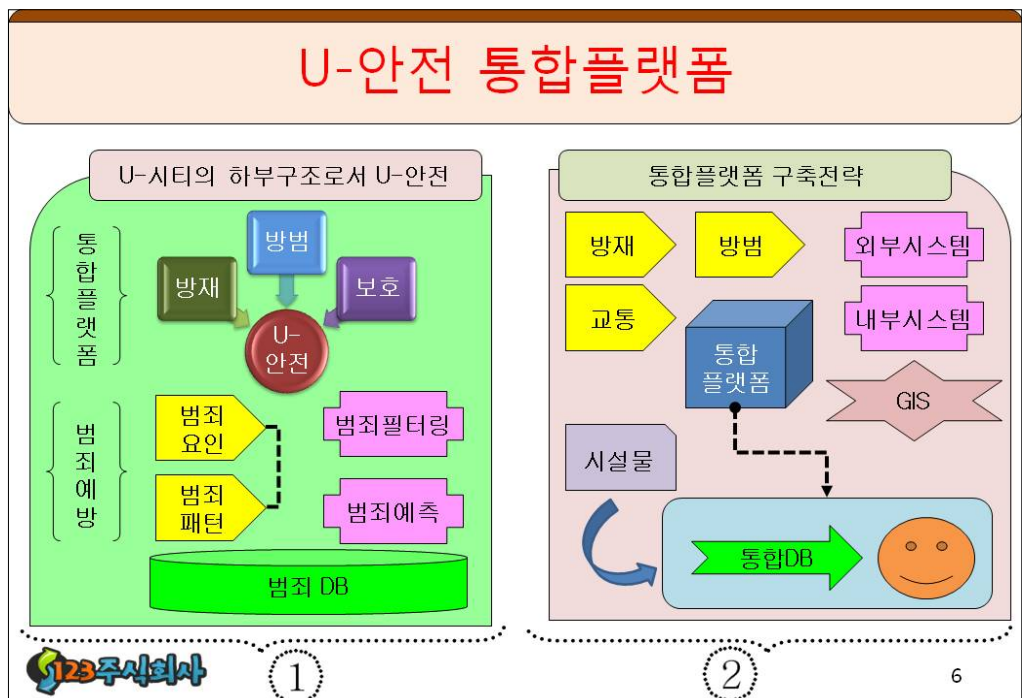 U-안전 통합플랫폼
U-시티의 하부구조로서 U-안전
통
합
플
랫
폼
방범
방재
보호
U-
안전
범
죄
예
방
범죄
요인
범죄필터링
범죄
패턴
범죄예측
범죄 DB
1
통합플랫폼 구축전략
방재
방범
외부시스템
교통
내부시스템
통합
플랫폼
GIS
시설물
통합DB
2
123주식회사
6